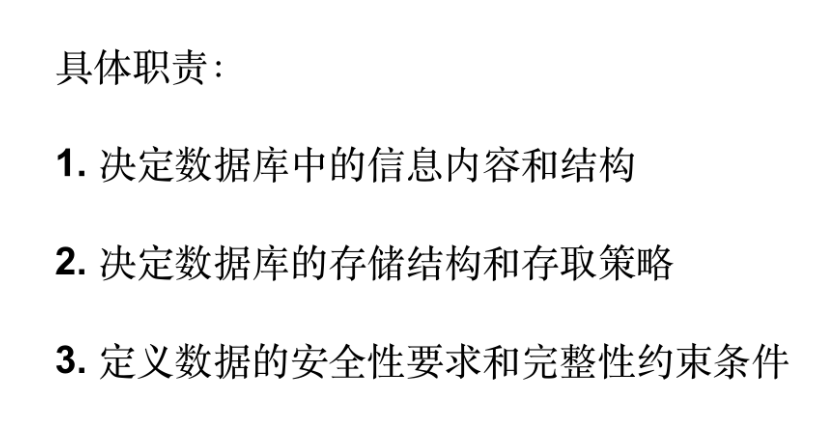 具体职责：
1. 决定数据库中的信息内容和结构
2. 决定数据库的存储结构和存取策略
3. 定义数据的安全性要求和完整性约束条件